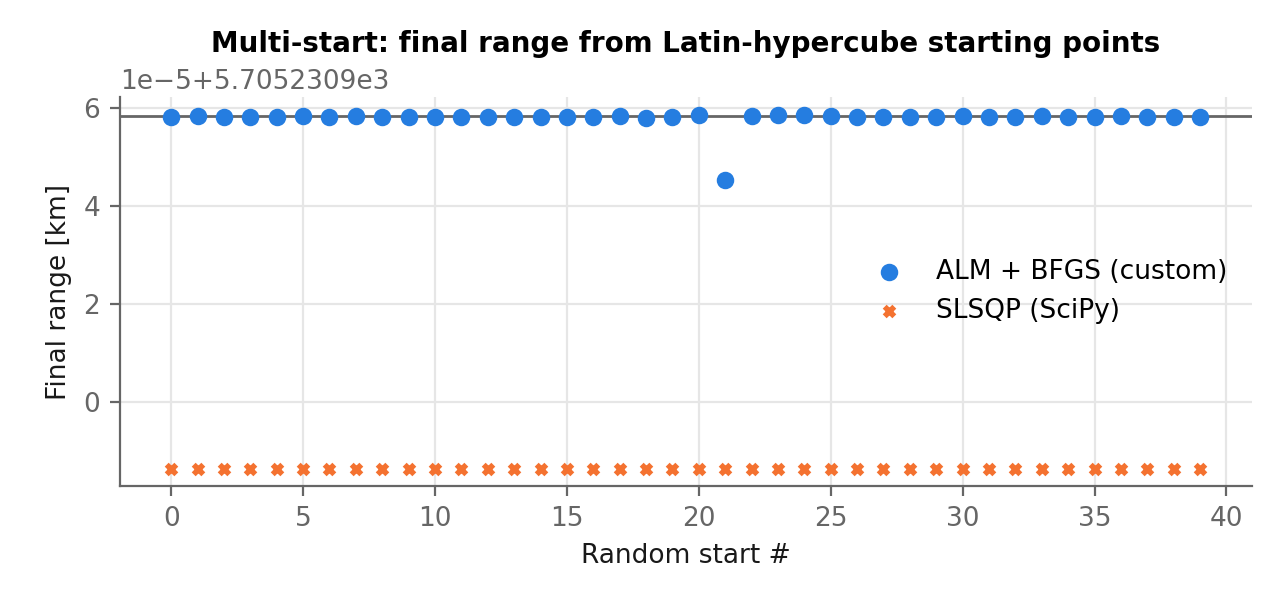 Multi-start: final range from Latin-hypercube starting points
1e−5+5.7052309e3
6
4
2
0
Final range [km]
ALM + BFGS (custom)
SLSQP (SciPy)
0 5 10 15 20 25 30 35 40
Random start #